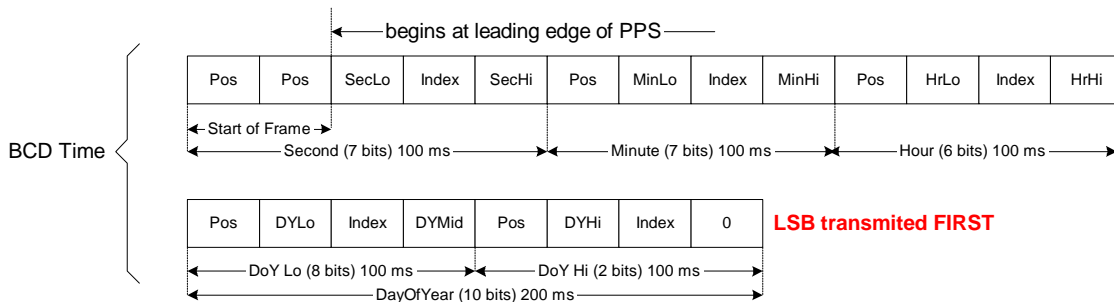 begins at leading edge of PPS
Pos Pos SecLo Index SecHi Pos MinLo Index MinHi Pos HrLo Index HrHi
Start of Frame
BCD Time
Second (7 bits) 100 ms Minute (7 bits) 100 ms Hour (6 bits) 100 ms
Pos DYLo Index DYMid Pos DYHi Index 0 LSB transmited FIRST
DoY Lo (8 bits) 100 ms DoY Hi (2 bits) 100 ms
DayOfYear (10 bits) 200 ms